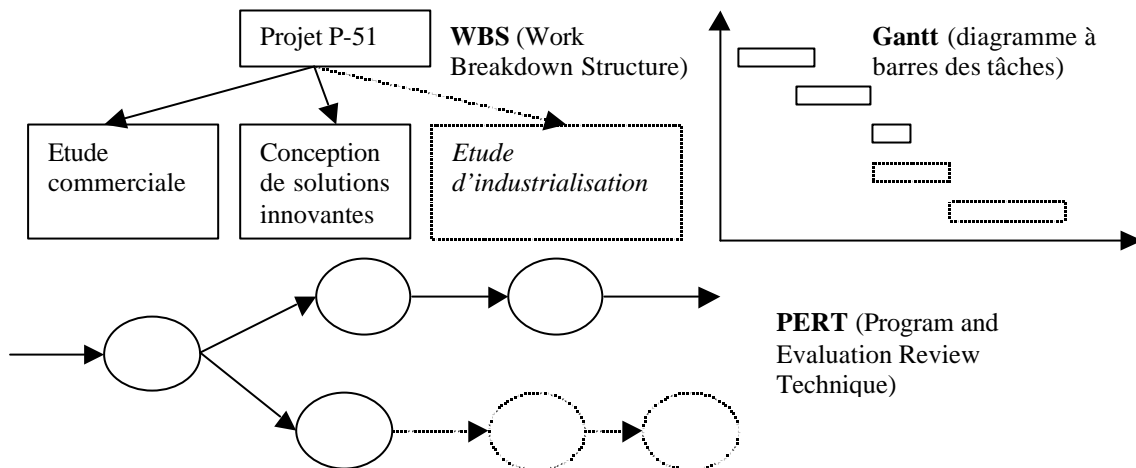 Projet P-51
WBS (Work
Breakdown Structure)
Gantt (diagramme à
barres des tâches)
Etude
commerciale
Conception
de solutions
innovantes
Etude
d'industrialisation
PERT (Program and
Evaluation Review
Technique)